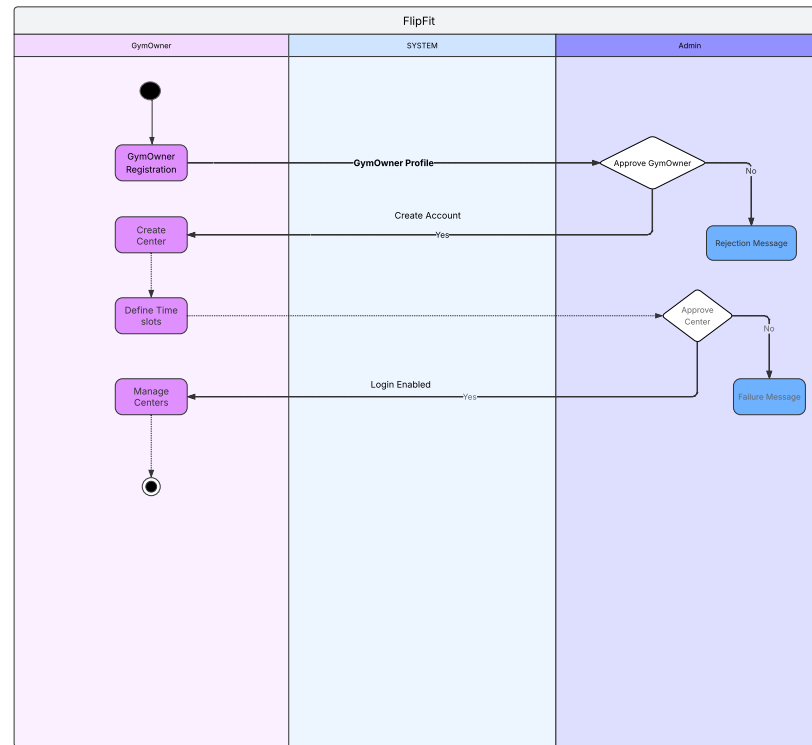 FlipFit
GymOwner
SYSTEM
Admin
GymOwner
Registration
GymOwner Profile
Approve GymOwner
No
Create Account
Create
Center
Yes
Rejection Message
Define Time
slots
Approve
Center
No
Login Enabled
Manage
Centers
Yes
Failure Message